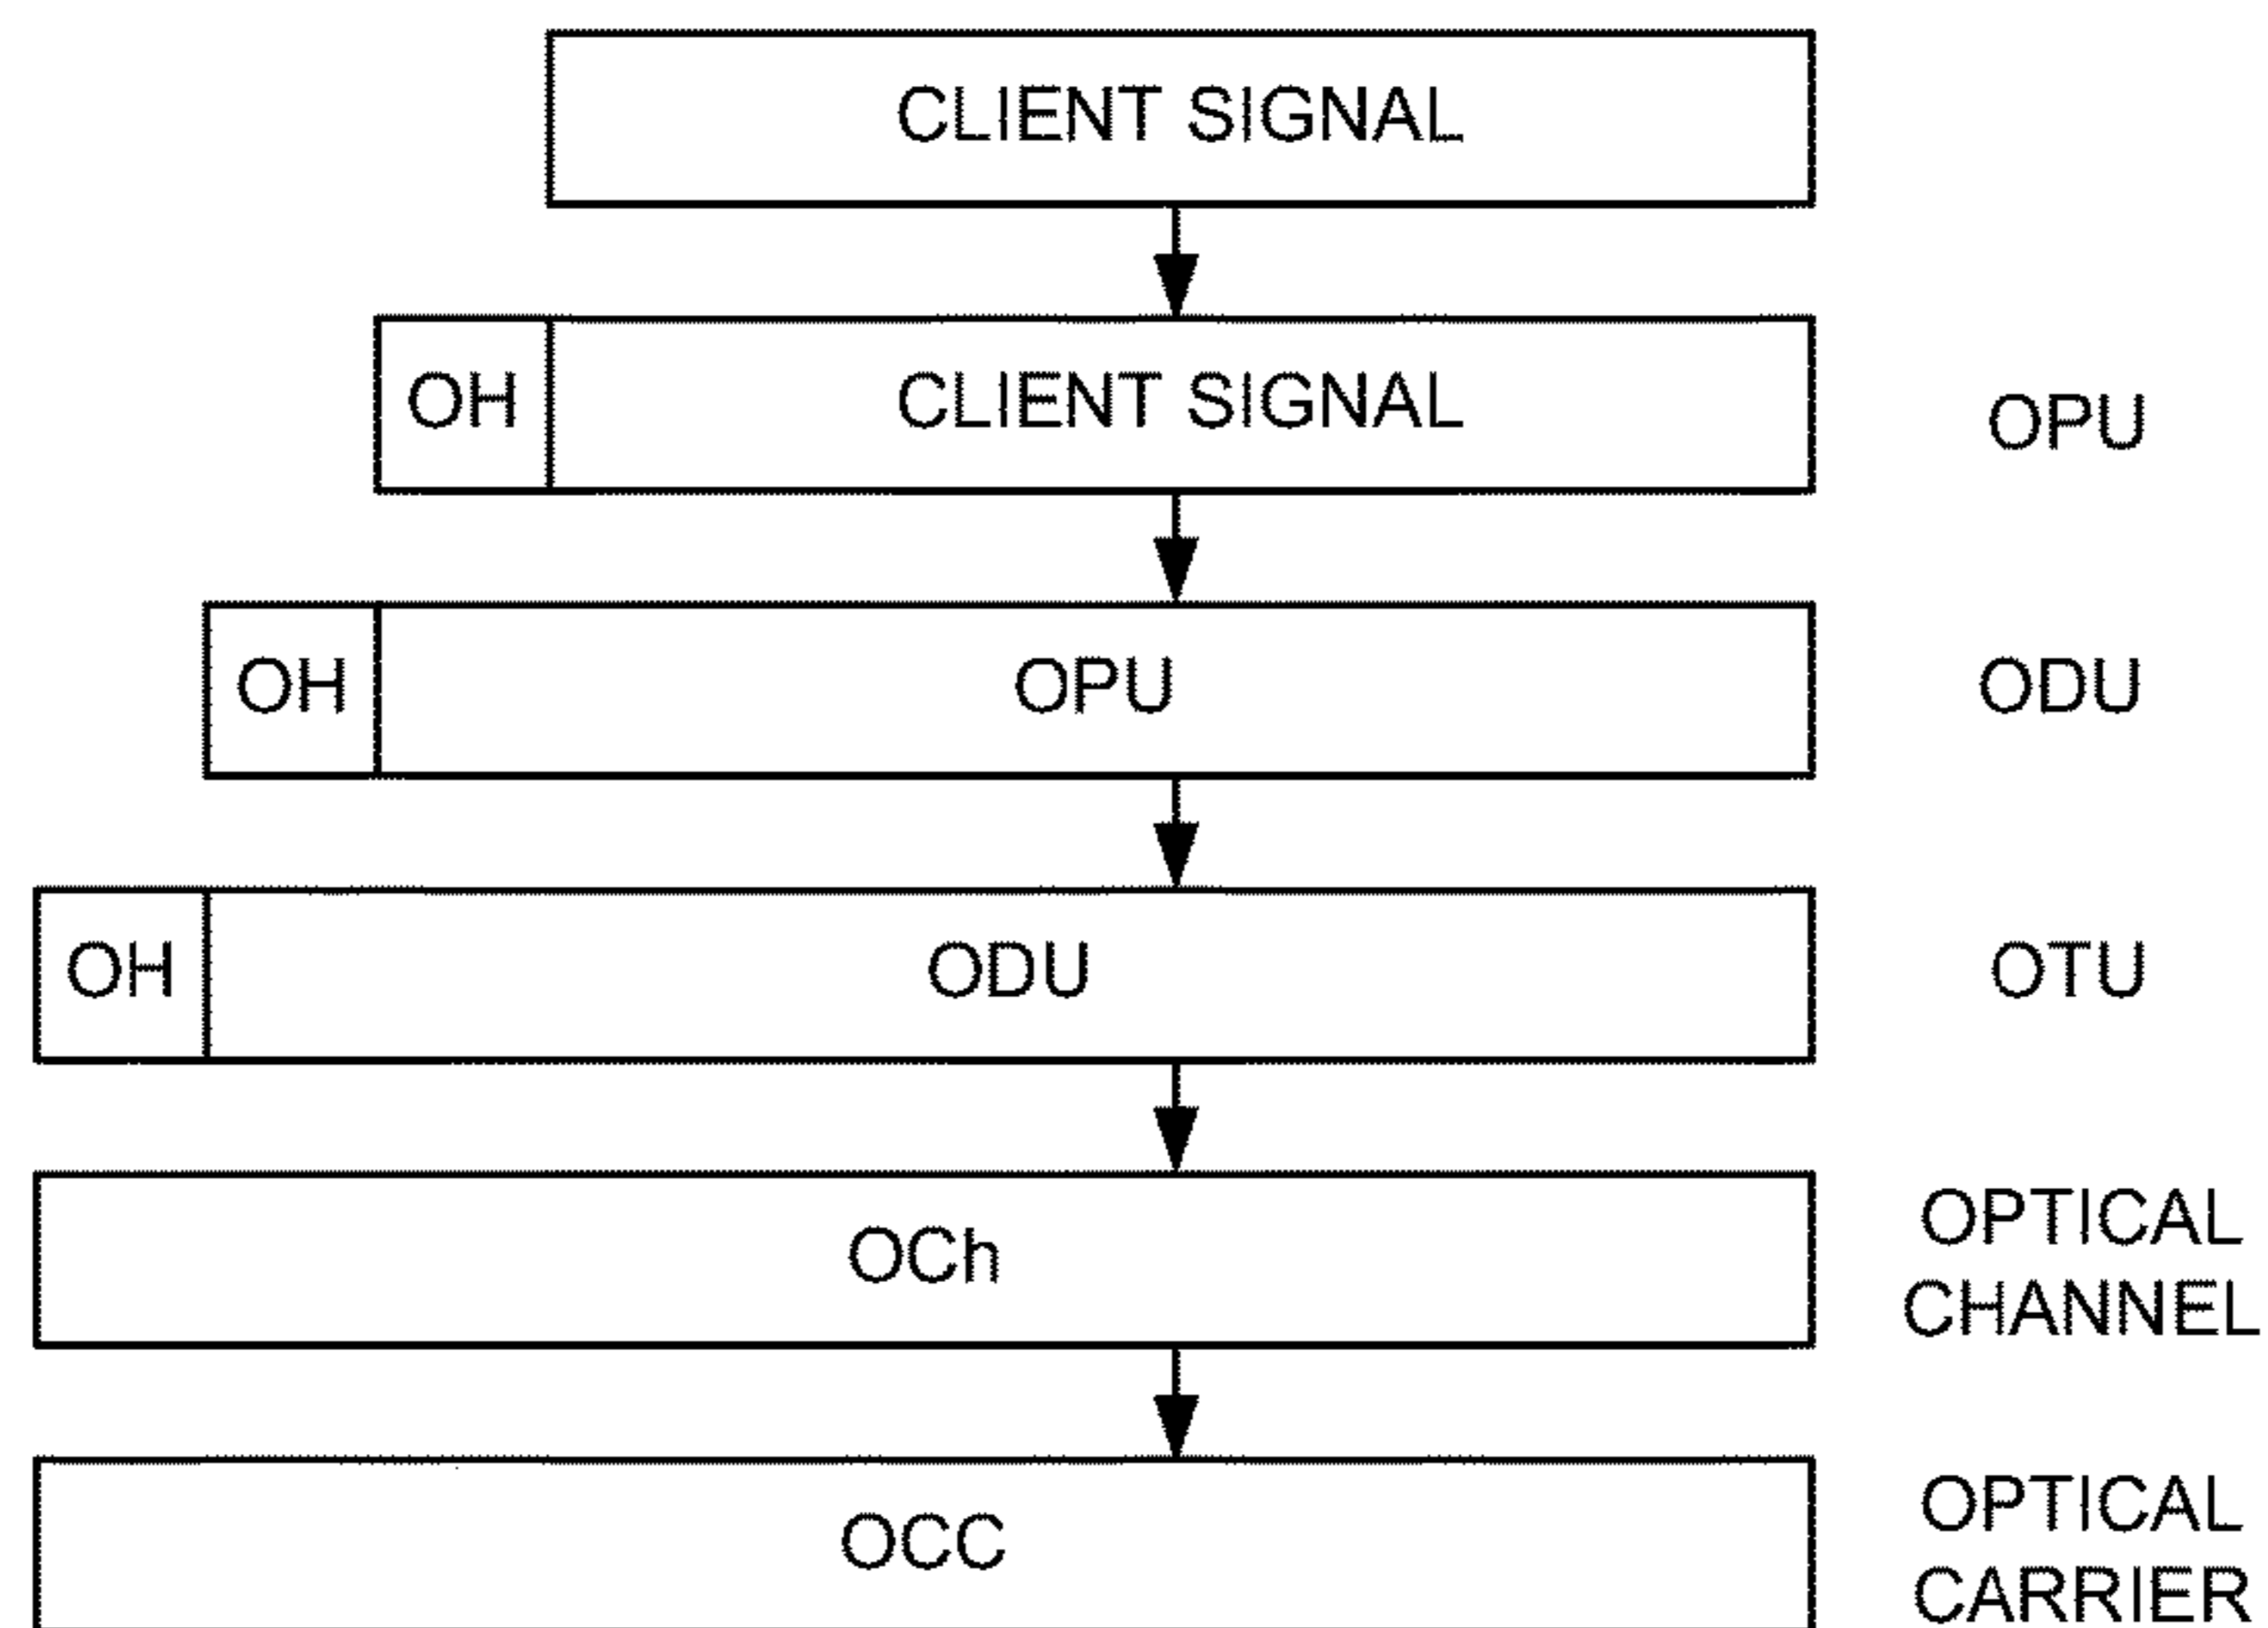 CLIENT SIGNAL
OH CLIENT SIGNAL OPU
OH OPU ODU
OH ODU OTU
OCh
OPTICAL
CHANNEL
OCC
OPTICAL
CARRIER